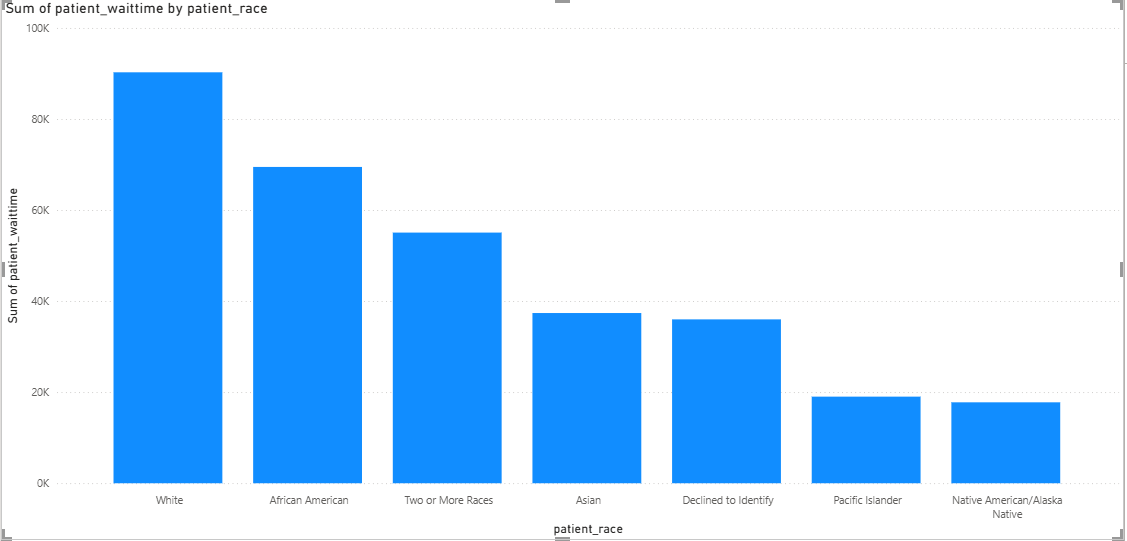 Sum of patient_waittime by patient_race
100K
80K
60K
40K
20K
0K
Sum of patient_waittime
White
African American
Two or More Races
Asian
Declined to Identify
Pacific Islander
Native American/Alaska
Native
patient_race